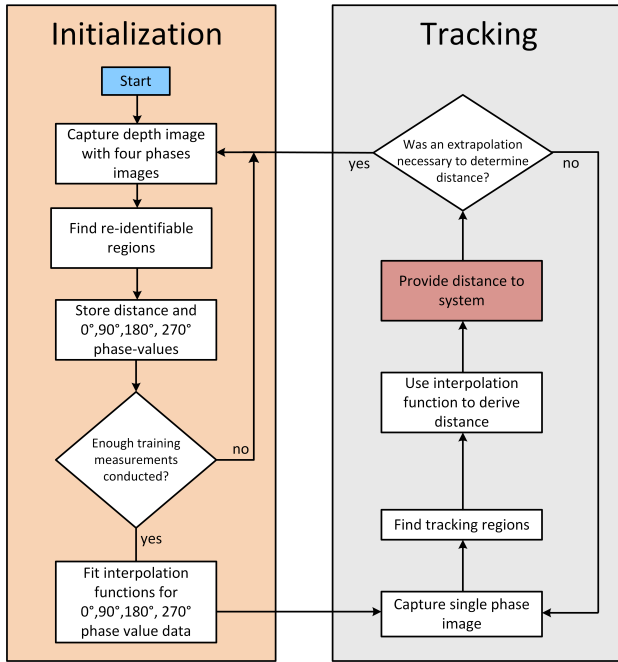 Initialization
Start
Capture depth image
with four phases
images
Find re-identifiable
regions
Store distance and
0°,90°,180°, 270°
phase-values
Enough training
measurements
conducted?
no
yes
Fit interpolation
functions for
0°,90°,180°, 270°
phase value data
Tracking
Was an extrapolation
necessary to determine
distance?
yes
no
Provide distance to
system
Use interpolation
function to derive
distance
Find tracking regions
Capture single phase
image